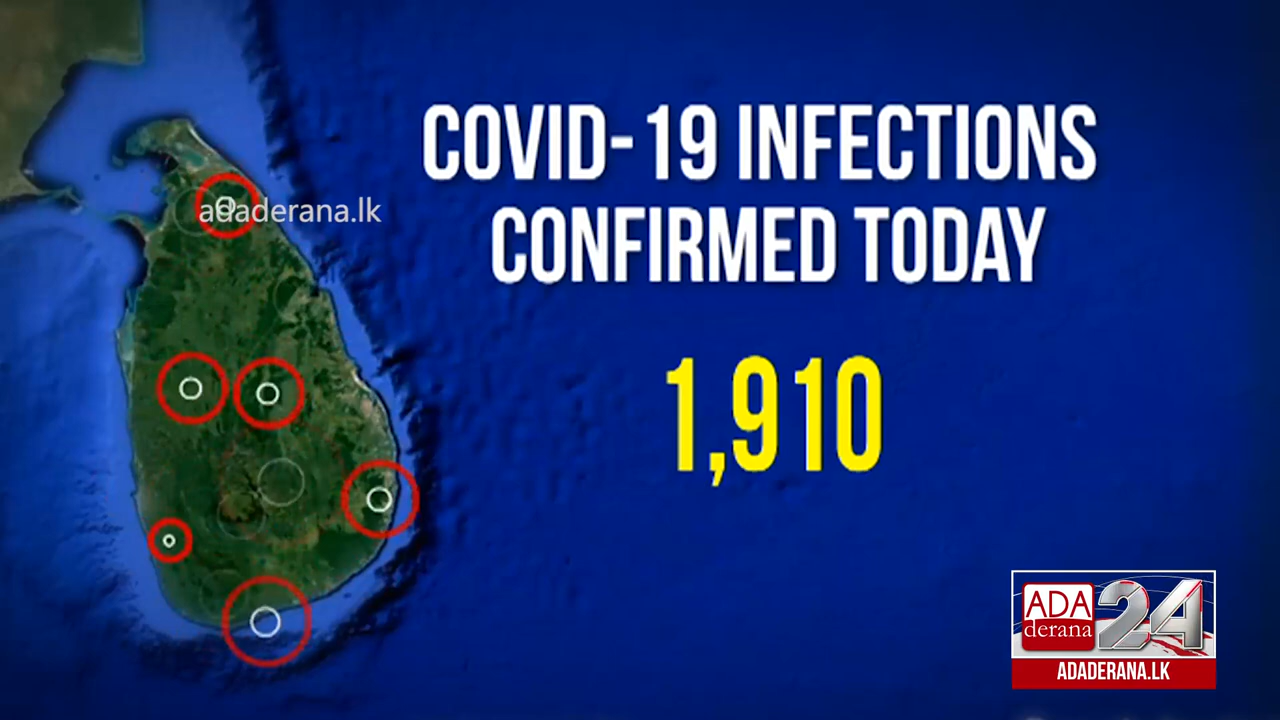 COVID-19 INFECTIONS
CONFIRMED TODAY
adaderana.lk
1,910
ADA
derana
24
ADADERANA.LK